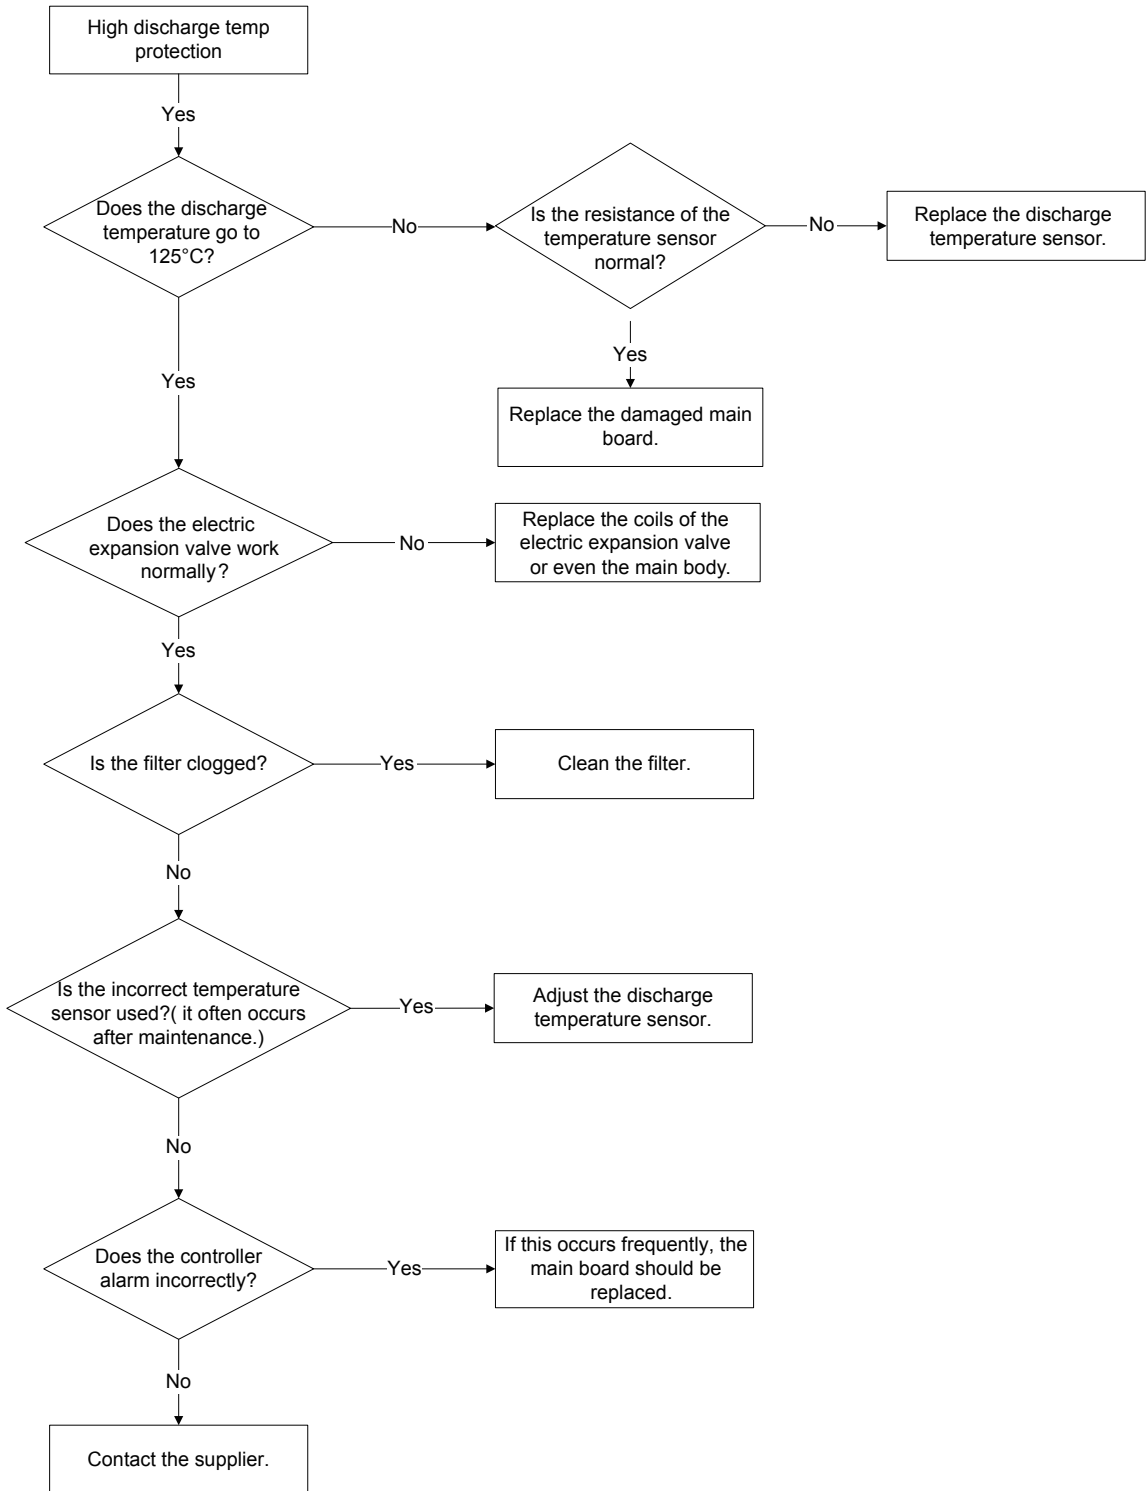 High discharge temp
protection
Yes
Does the discharge
temperature go to
125°C?
No
Is the resistance of the
temperature sensor
normal?
No
Replace the discharge
temperature sensor.
Yes
Replace the damaged main
board.
Yes
Does the electric
expansion valve work
normally?
No
Replace the coils of the
electric expansion valve
or even the main body.
Yes
Is the filter clogged?
Yes
Clean the filter.
No
Is the incorrect temperature
sensor used?( it often occurs
after maintenance.)
Yes
Adjust the discharge
temperature sensor.
No
Does the controller
alarm incorrectly?
Yes
If this occurs frequently, the
main board should be
replaced.
No
Contact the supplier.